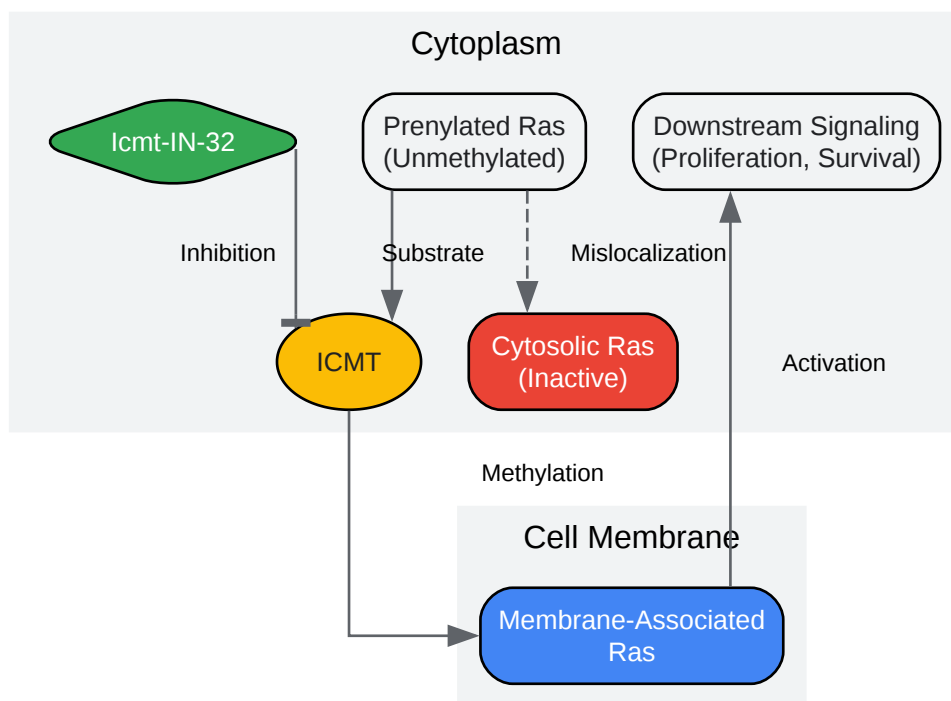 Cytoplasm
Icmt-IN-32
Prenylated Ras
(Unmethylated)
Downstream Signaling
(Proliferation, Survival)
Inhibition
Substrate
Mislocalization
ICMT
Cytosolic Ras
(Inactive)
Activation
Methylation
Cell Membrane
Membrane-Associated
Ras